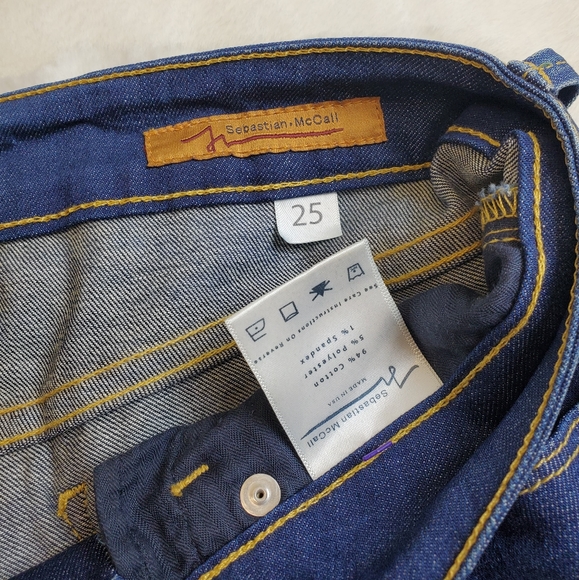 Sebastian.McCall
25
See Care Instructions On Reverse
94% Cotton
5% Polyester
1% Spandex
MADE IN USA
Sebastian McCall